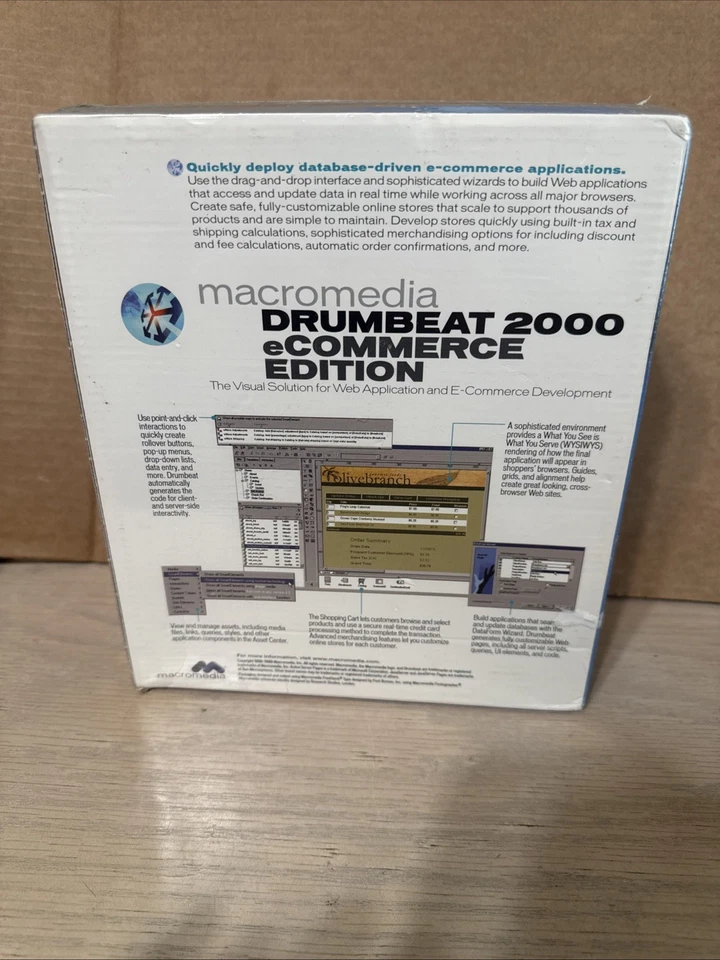 Quickly deploy database-driven e-commerce applications.
Use the drag-and-drop interface and sophisticated wizards to build Web applications
that access and update data in real time while working across all major browsers.
Create safe, fully-customizable online stores that scale to support thousands of
products and are simple to maintain. Develop stores quickly using built-in tax and
shipping calculations, sophisticated merchandising options for including discount
and fee calculations, automatic order confirmations, and more.
macromedia
DRUMBEAT 2000
eCOMMERCE
EDITION
The Visual Solution for Web Application and E-Commerce Development
Use point-and-click
interactions to
quickly create
rollover buttons,
pop-up menus,
drop-down lists,
data entry, and
more. Drumbeat
automatically
generates the
code for client-
and server-side
interactivity.
A sophisticated environment
provides a What You See is
What You Serve (WYSIWYS)
rendering of how the final
application will appear in
shoppers' browsers. Guides,
grids, and alignment help
create great looking, cross-
browser Web sites.
olivebranch
Order Summary
View and manage assets, including media
files, links, queries, styles, and other
application components in the Asset Center.
The Shopping Cart lets customers browse and select
products and use a secure real-time credit card
processing method to complete the transaction.
Advanced merchandising features let you customize
online stores for each customer.
Build applications that search
and update databases with the
DataForm Wizard. Drumbeat
generates fully customizable Web
pages, including all server scripts,
queries, UI elements, and code.
macromedia
For more information, visit www.macromedia.com.